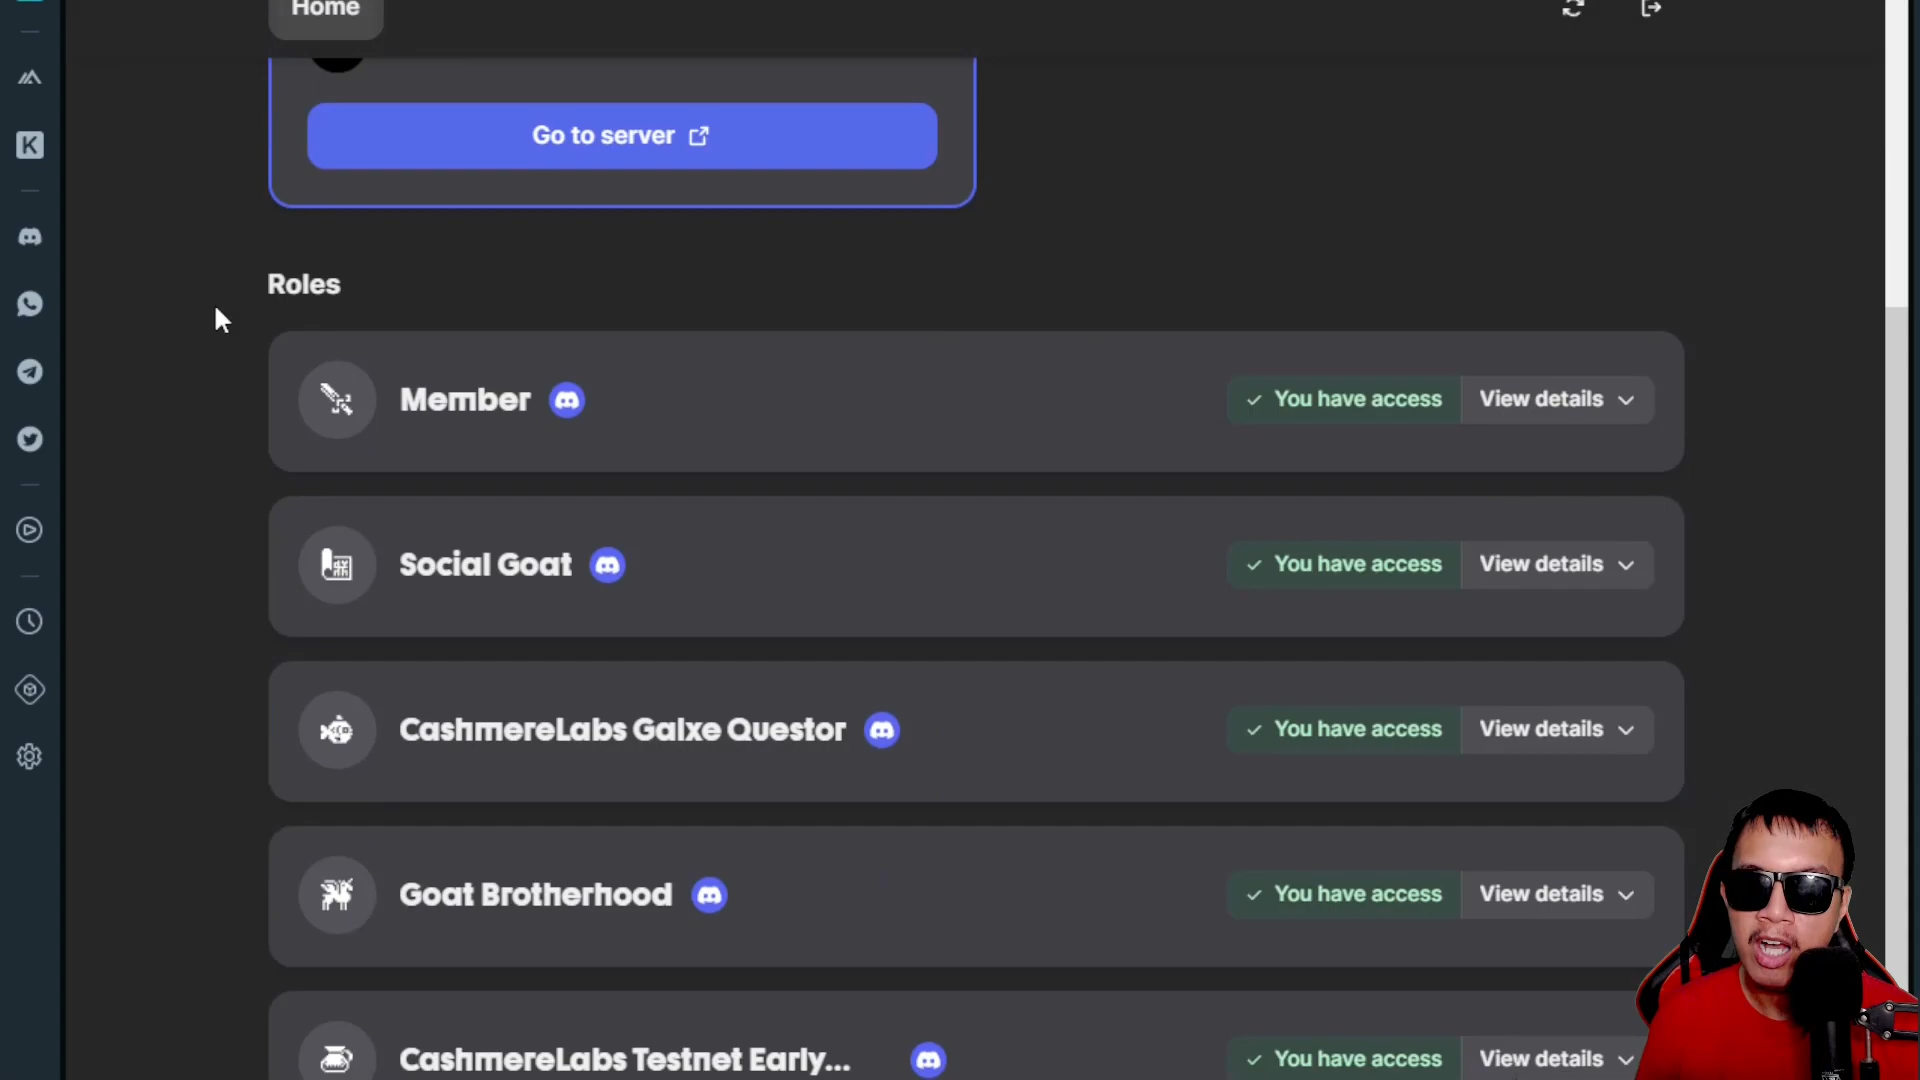 Home
Go to server
Roles
Member
You have access
View details
Social Goat
You have access
View details
CashmereLabs Galxe Questor
You have access
View details
Goat Brotherhood
You have access
View details
CashmereLabs Testnet Early...
You have access
View details
K